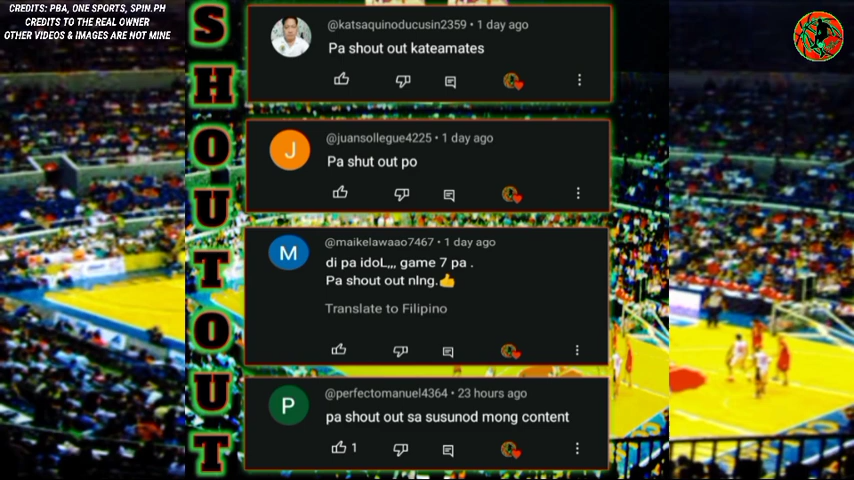 CREDITS: PBA, ONE SPORTS, SPIN.PH
CREDITS TO THE REAL OWNER
OTHER VIDEOS & IMAGES ARE NOT MINE
SHOUTOUT
@katsaquinoducusin2359 • 1 day ago
Pa shout out kateamates
J
@juansollegue4225 • 1 day ago
Pa shut out po
M
@maikelawaao7467 • 1 day ago
di pa idoL,,, game 7 pa .
Pa shout out nlng.👍
Translate to Filipino
P
@perfectomanuel4364 • 23 hours ago
pa shout out sa susunod mong content
1